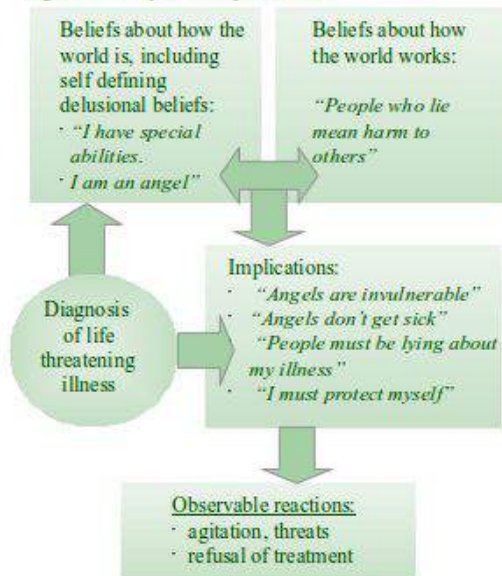 Beliefs about how the
world is, including
self defining
delusional beliefs:
· “I have special
abilities.
· I am an angel”
Beliefs about how
the world works:
“People who lie
mean harm to
others”
Diagnosis
of life
threatening
illness
Implications:
· “Angels are invulnerable”
· “Angels don’t get sick”
“People must be lying about
my illness”
· “I must protect myself”
Observable reactions:
· agitation, threats
· refusal of treatment